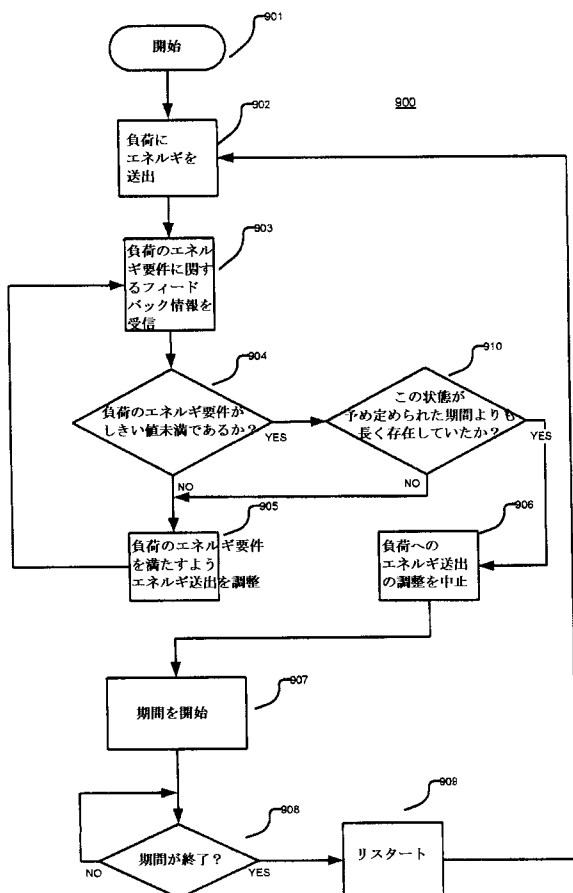 開始
901
900
902
負荷に
エネルギを
送出
903
負荷のエネル
ギ要件に関す
るフィード
バック情報を
受信
904
負荷のエネルギ要件が
しきい値未満であるか?
YES
NO
910
この状態が
予め定められた期間よりも
長く存在していたか?
YES
NO
905
負荷のエネルギ要件
を満たすよう
エネルギ送出を調整
906
負荷への
エネルギ送出
の調整を中止
907
期間を開始
908
期間が終了?
NO
YES
909
リスタート